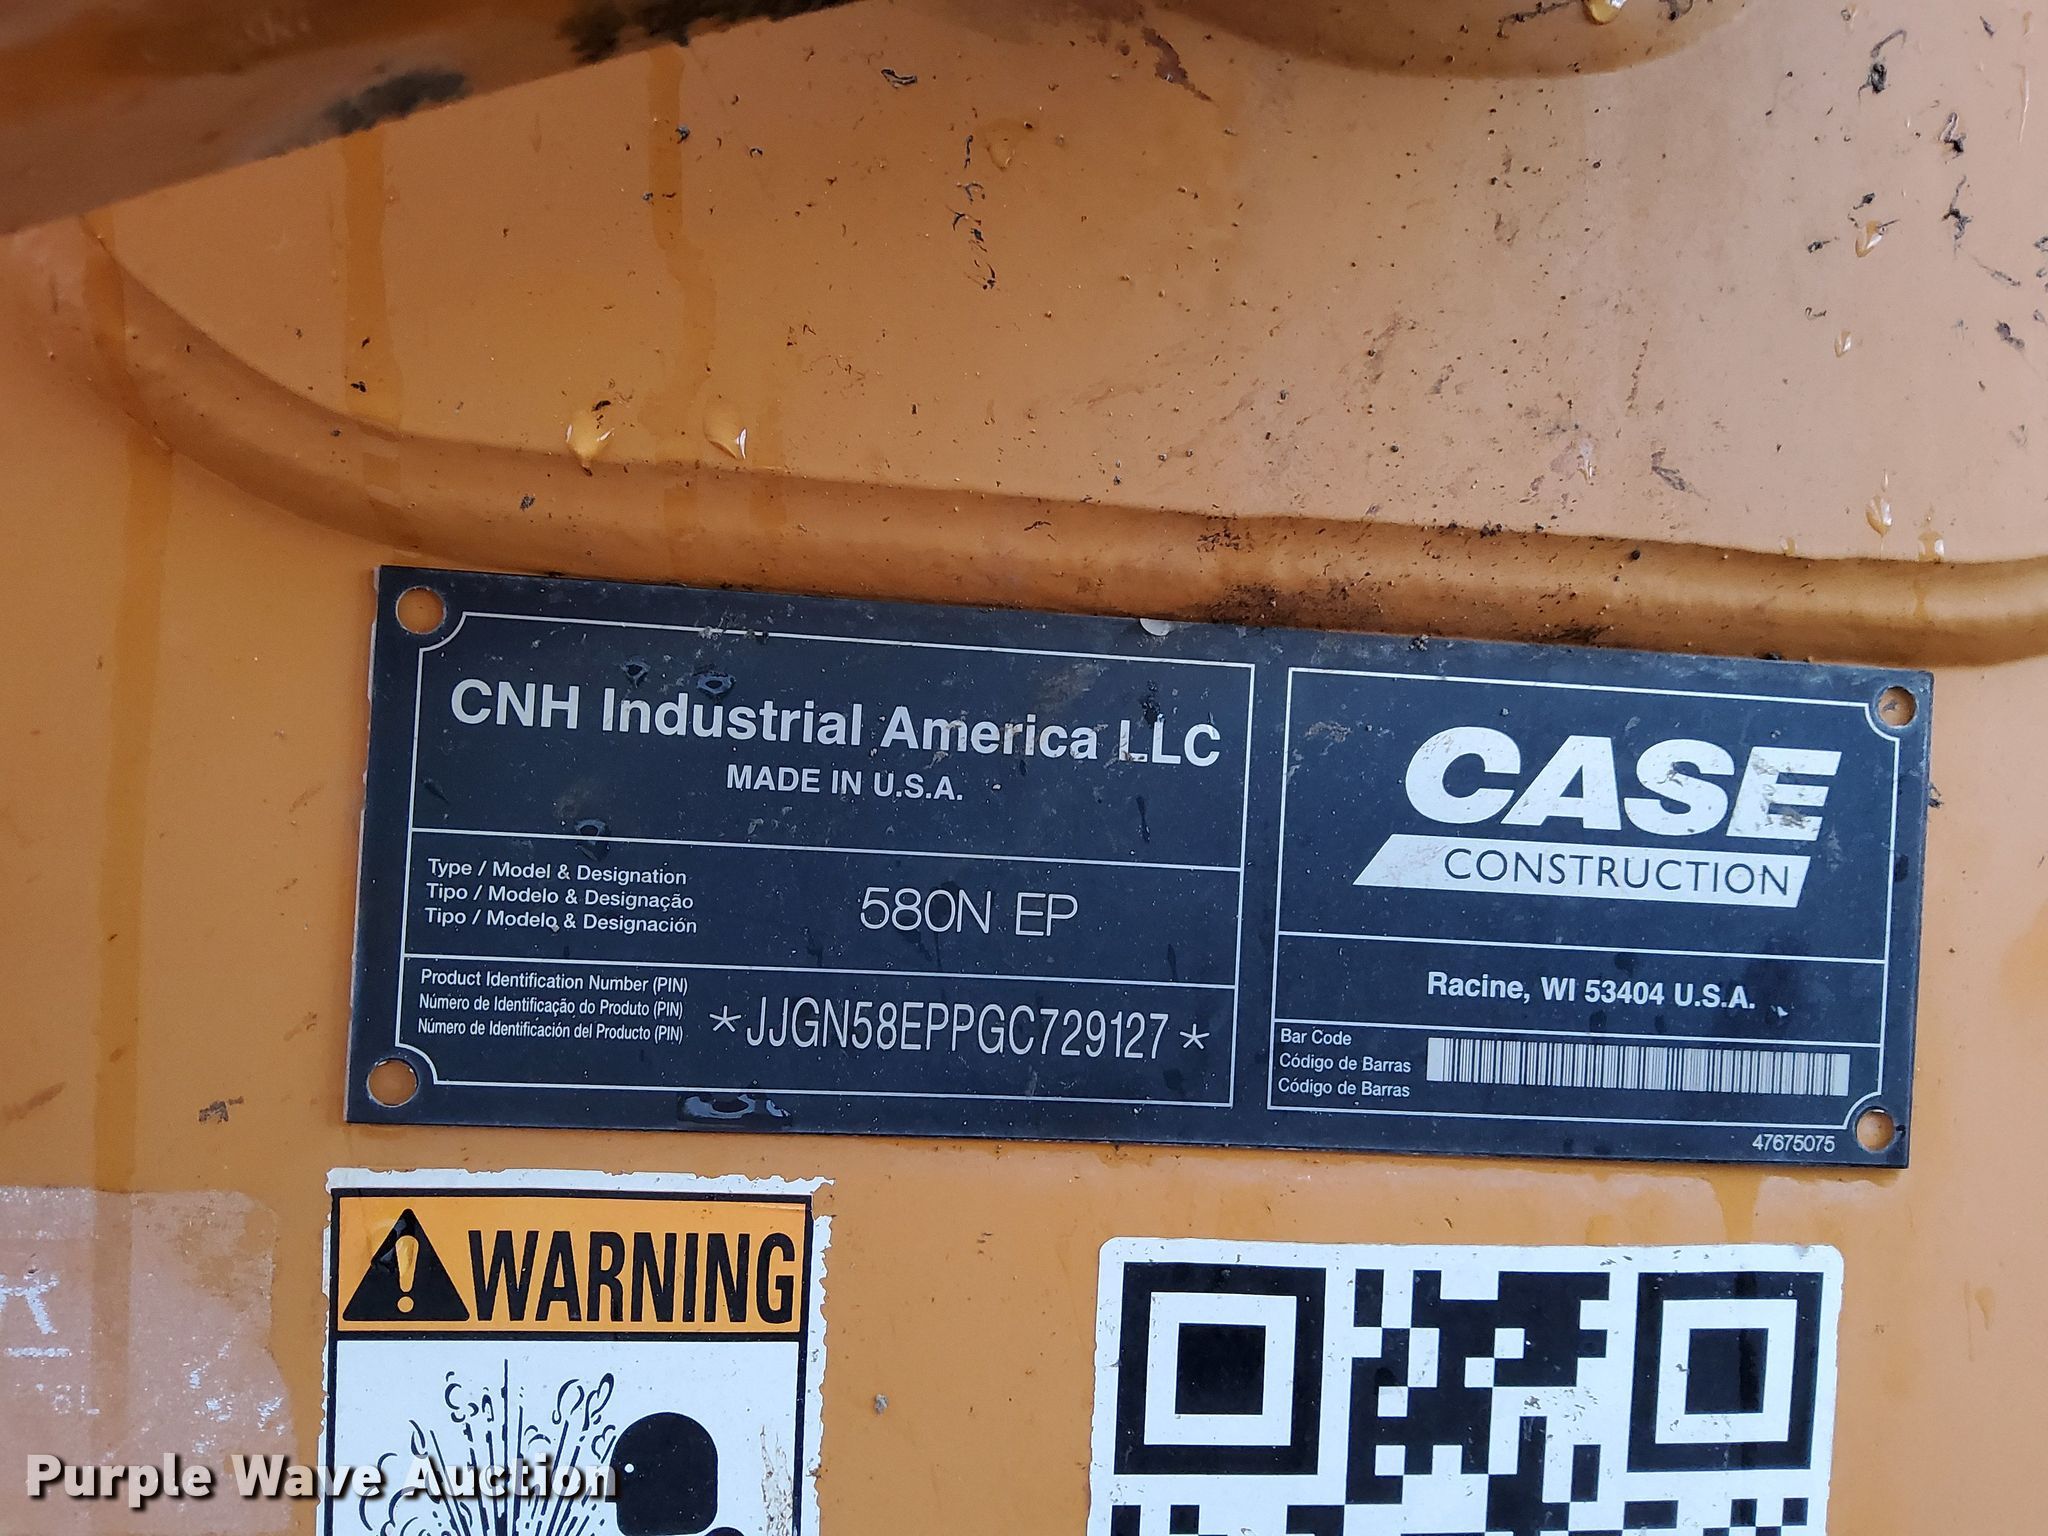 CNH Industrial America LLC
MADE IN U.S.A.
Type / Model & Designation
Tipo / Modelo & Designação
Tipo / Modelo & Designación
580N EP
Product Identification Number (PIN)
Número de Identificação do Produto (PIN)
Número de Identificación del Producto (PIN)
*JJGN58EPPGC729127*
CASE
CONSTRUCTION
Racine, WI 53404 U.S.A.
Bar Code
Código de Barras
Código de Barras
47675075
WARNING
Purple Wave Auction